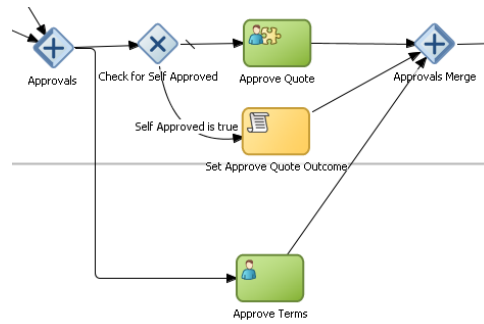 Approvals
Check for Self Approved
Approve Quote
Approvals Merge
Self Approved is true
Set Approve Quote Outcome
Approve Terms